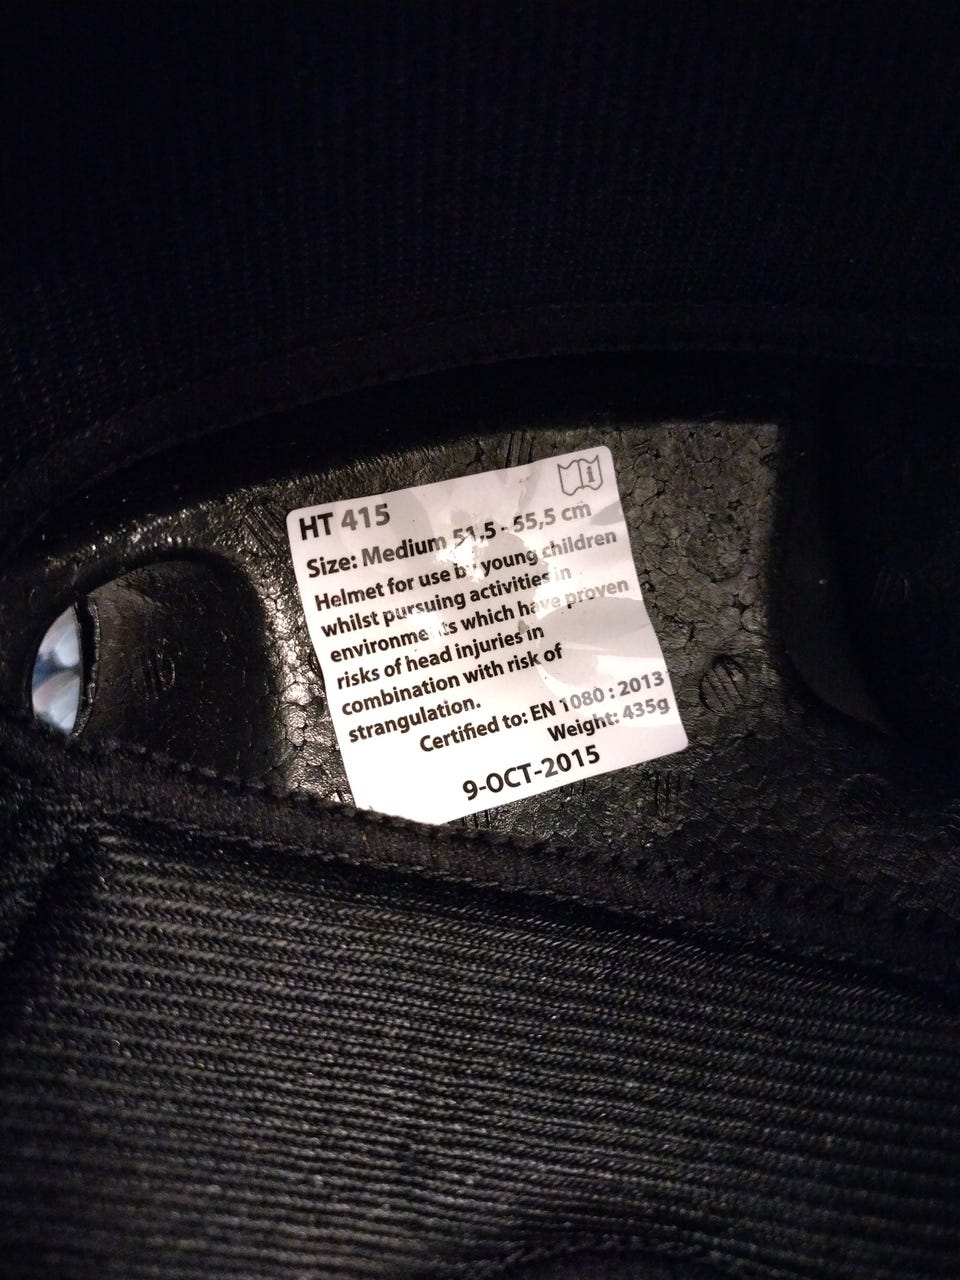 HT 415
Size: Medium 51,5 - 55,5 cm
Helmet for use by young children
whilst pursuing activities in
environments which have proven
risks of head injuries in
combination with risk of
strangulation.
Certified to: EN 1080 : 2013
Weight: 435g
9-OCT-2015